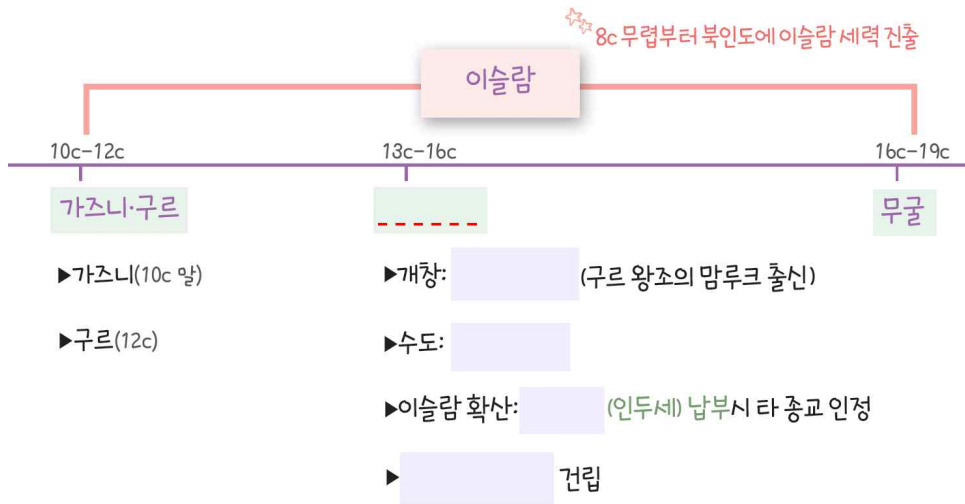 8c 무렵부터 북인도에 이슬람 세력 진출
이슬람
10c-12c
13c-16c
16c-19c
가즈니·구르
무굴
▶가즈니(10c 말)
▶개창: (구르 왕조의 맘루크 출신)
▶구르(12c)
▶수도:
▶이슬람 확산: (인두세) 납부시 타 종교 인정
▶ 건립